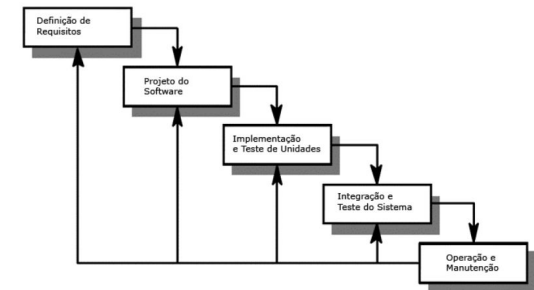 Definição de
Requisitos
Projeto do
Software
Implementação
e Teste de Unidades
Integração e
Teste do Sistema
Operação e
Manutenção